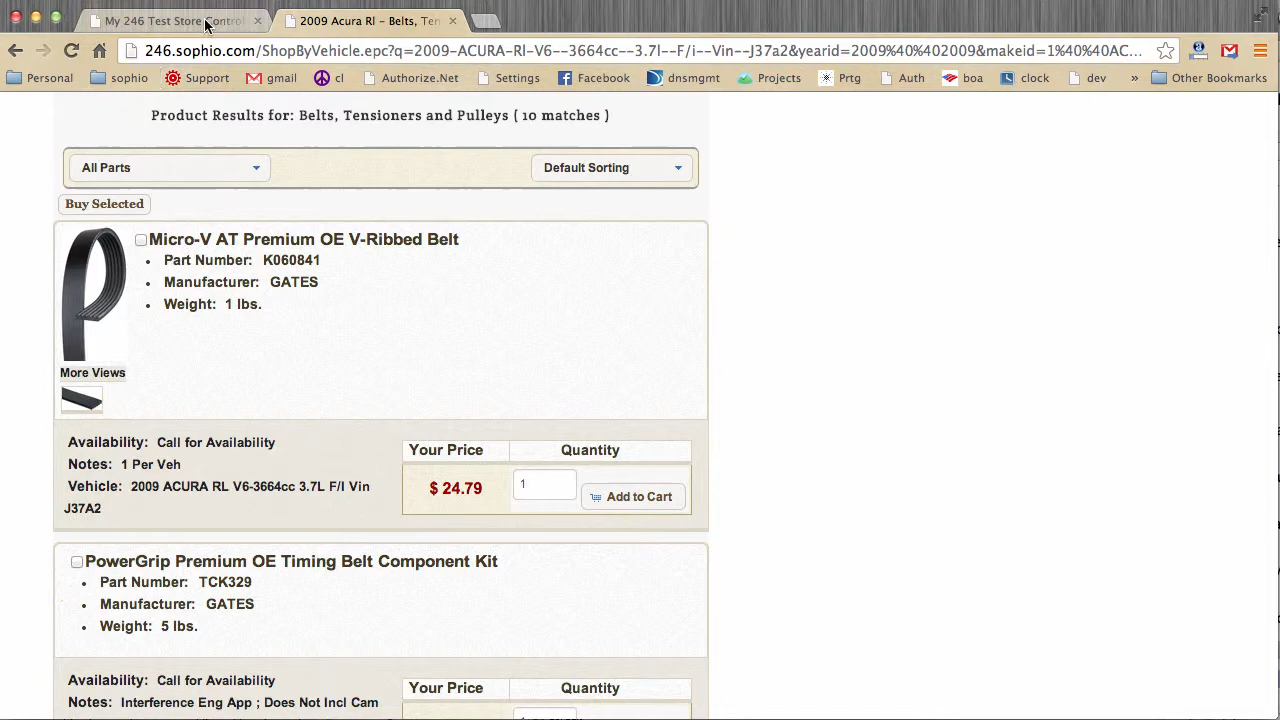 My 246 Test Store Control
2009 Acura Rl – Belts, Ten
246.sophio.com/ShopByVehicle.epc?q=2009-ACURA-Rl-V6--3664cc--3.7l--F/i--Vin--J37a2&yearid=2009%40%402009&makeid=1%40%40AC...
Personal sophio Support gmail cl Authorize.Net Settings Facebook dnsmgmt Projects Prtg Auth boa clock dev » Other Bookmarks
Product Results for: Belts, Tensioners and Pulleys ( 10 matches )
All Parts Default Sorting
Buy Selected
Micro-V AT Premium OE V-Ribbed Belt
• Part Number: K060841
• Manufacturer: GATES
• Weight: 1 lbs.
More Views
Availability: Call for Availability
Notes: 1 Per Veh
Vehicle: 2009 ACURA RL V6-3664cc 3.7L F/I Vin
J37A2
Your Price Quantity
$ 24.79 1 Add to Cart
PowerGrip Premium OE Timing Belt Component Kit
• Part Number: TCK329
• Manufacturer: GATES
• Weight: 5 lbs.
Availability: Call for Availability
Notes: Interference Eng App ; Does Not Incl Cam
Your Price Quantity